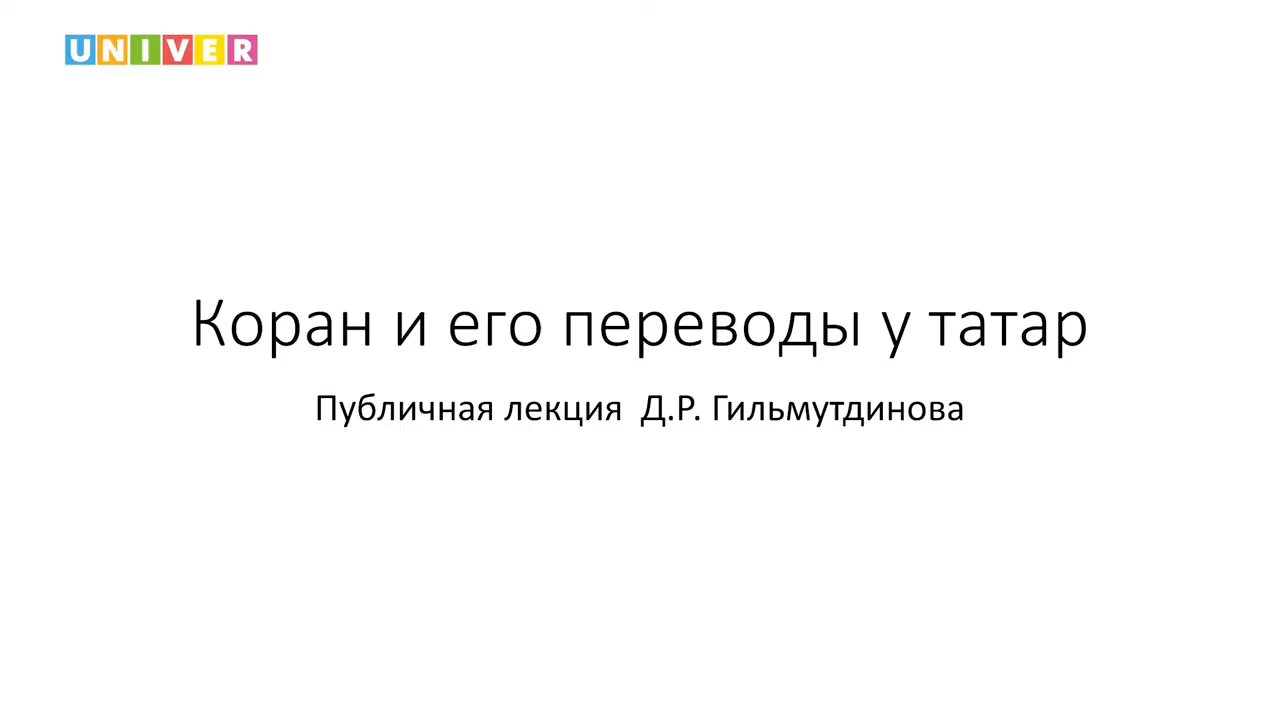 UNIVER
Коран и его переводы у татар
Публичная лекция Д.Р. Гильмутдинова